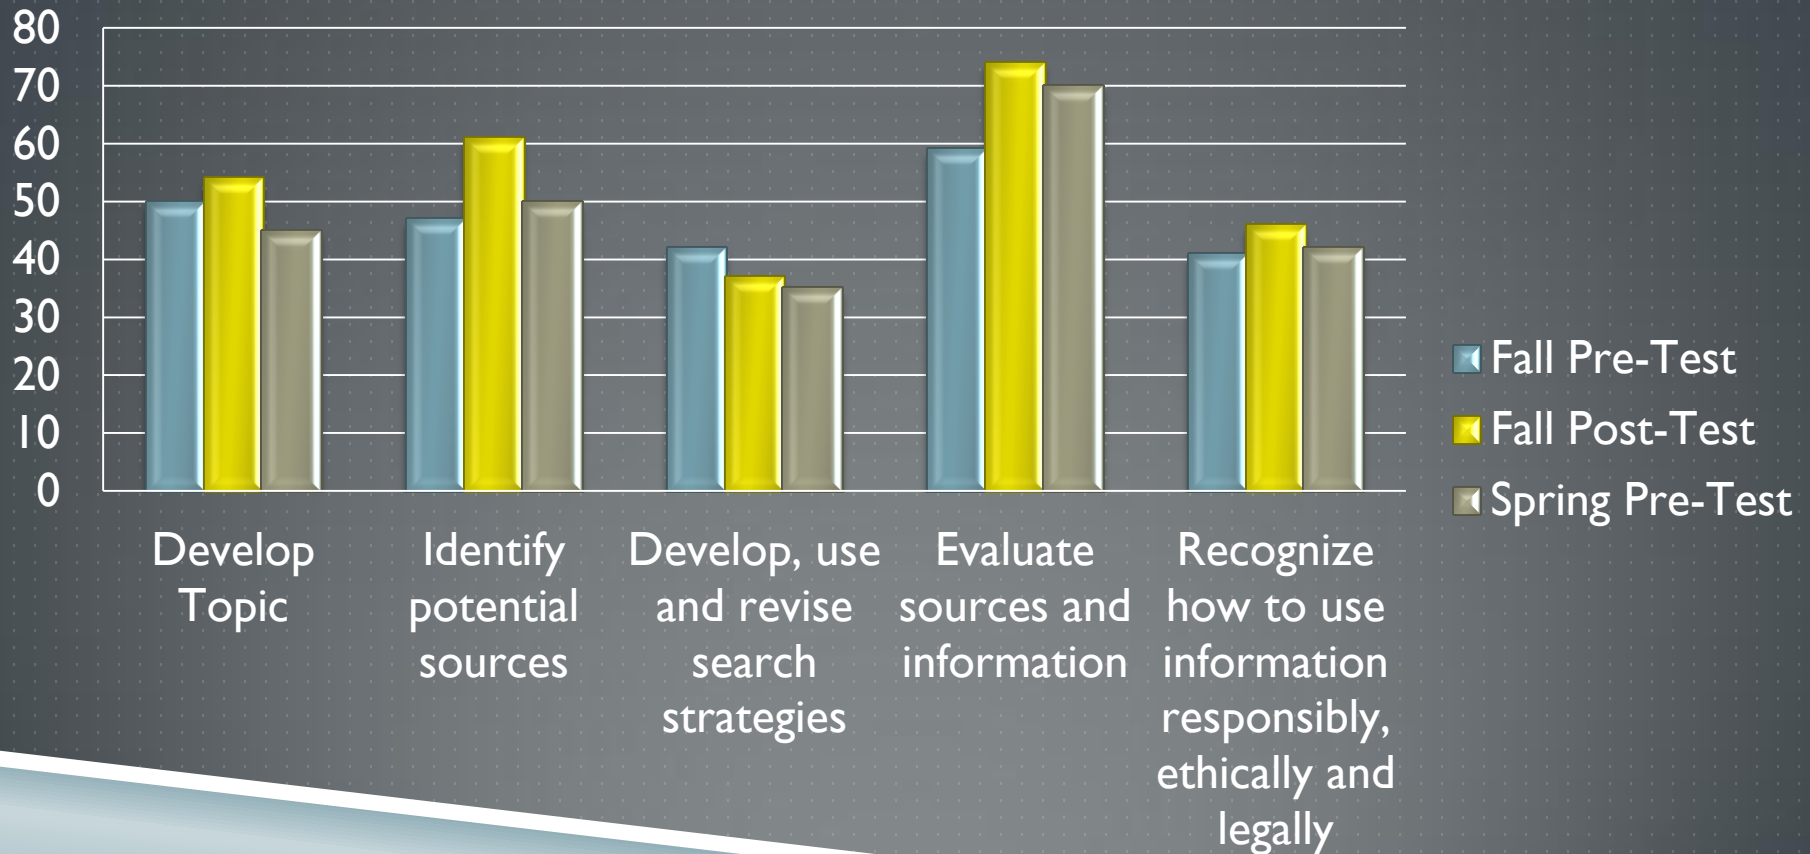 80
70
60
50
40
30
20
10
0
Develop
Topic
Identify
potential
sources
Develop, use
and revise
search
strategies
Evaluate
sources and
information
Recognize
how to use
information
responsibly,
ethically and
legally
Fall Pre-Test
Fall Post-Test
Spring Pre-Test